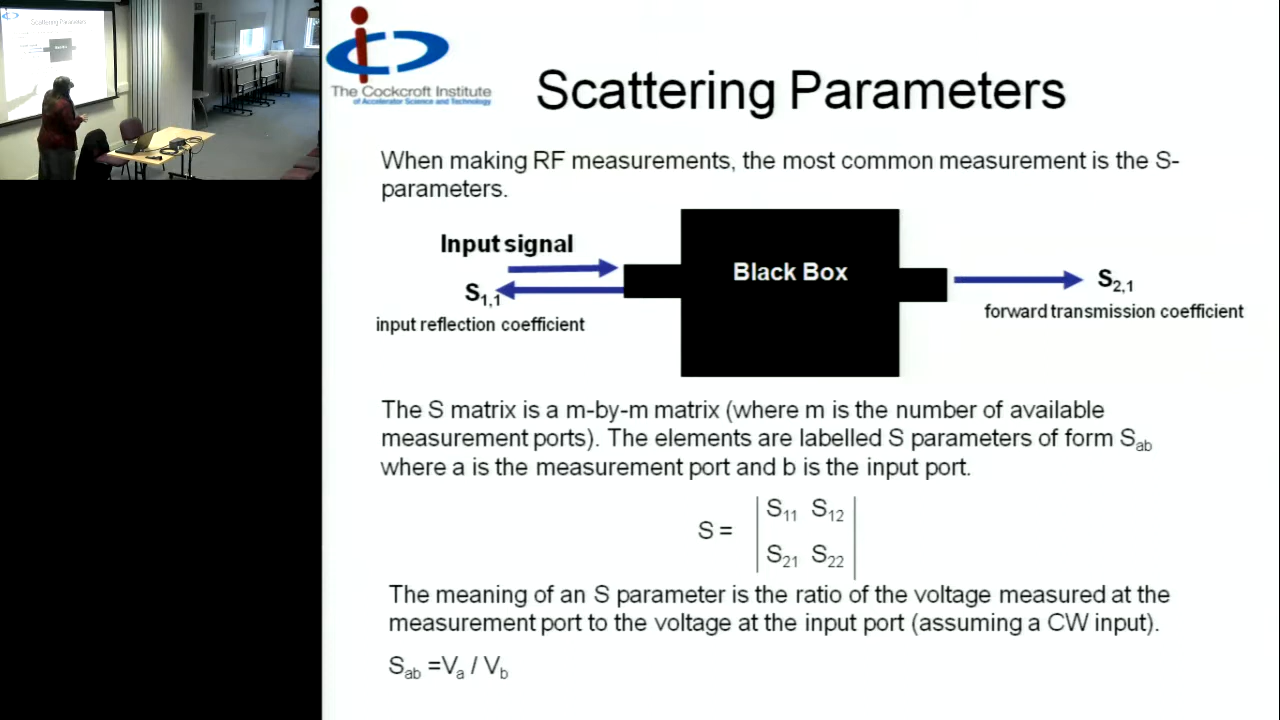 The Cockcroft Institute
of Accelerator Science and Technology
Scattering Parameters
When making RF measurements, the most common measurement is the S-
parameters.
Input signal
Black Box
S1,1
S2,1
input reflection coefficient
forward transmission coefficient
The S matrix is a m-by-m matrix (where m is the number of available
measurement ports). The elements are labelled S parameters of form Sab
where a is the measurement port and b is the input port.
S =
S11 S12
S21 S22
The meaning of an S parameter is the ratio of the voltage measured at the
measurement port to the voltage at the input port (assuming a CW input).
Sab =Va / Vb
Scattering Parameters